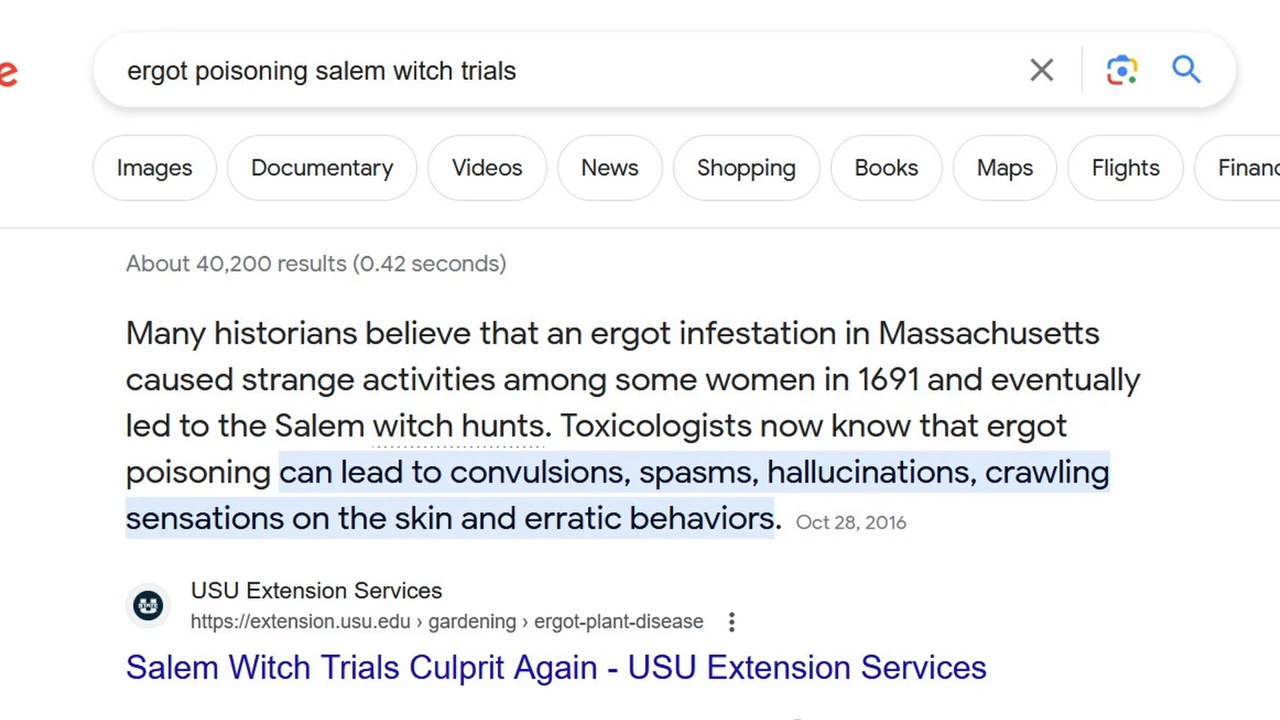 e
ergot poisoning salem witch trials
Images Documentary Videos News Shopping Books Maps Flights Financ
About 40,200 results (0.42 seconds)
Many historians believe that an ergot infestation in Massachusetts
caused strange activities among some women in 1691 and eventually
led to the Salem witch hunts. Toxicologists now know that ergot
poisoning can lead to convulsions, spasms, hallucinations, crawling
sensations on the skin and erratic behaviors. Oct 28, 2016
USU Extension Services
https://extension.usu.edu › gardening › ergot-plant-disease
Salem Witch Trials Culprit Again - USU Extension Services